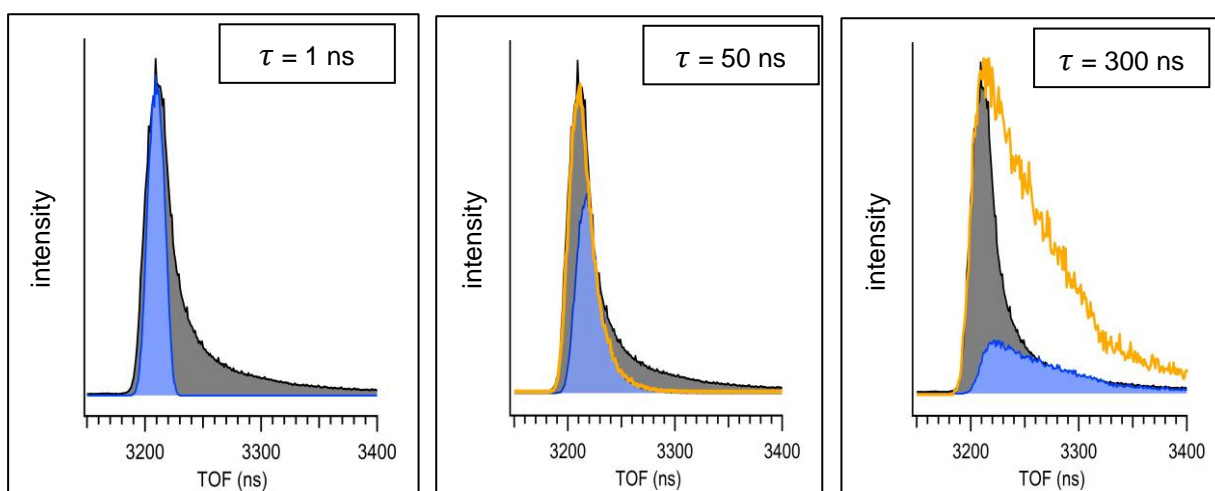 τ = 1 ns
intensity
3200 3300 3400
TOF (ns)
τ = 50 ns
intensity
3200 3300 3400
TOF (ns)
τ = 300 ns
intensity
3200 3300 3400
TOF (ns)